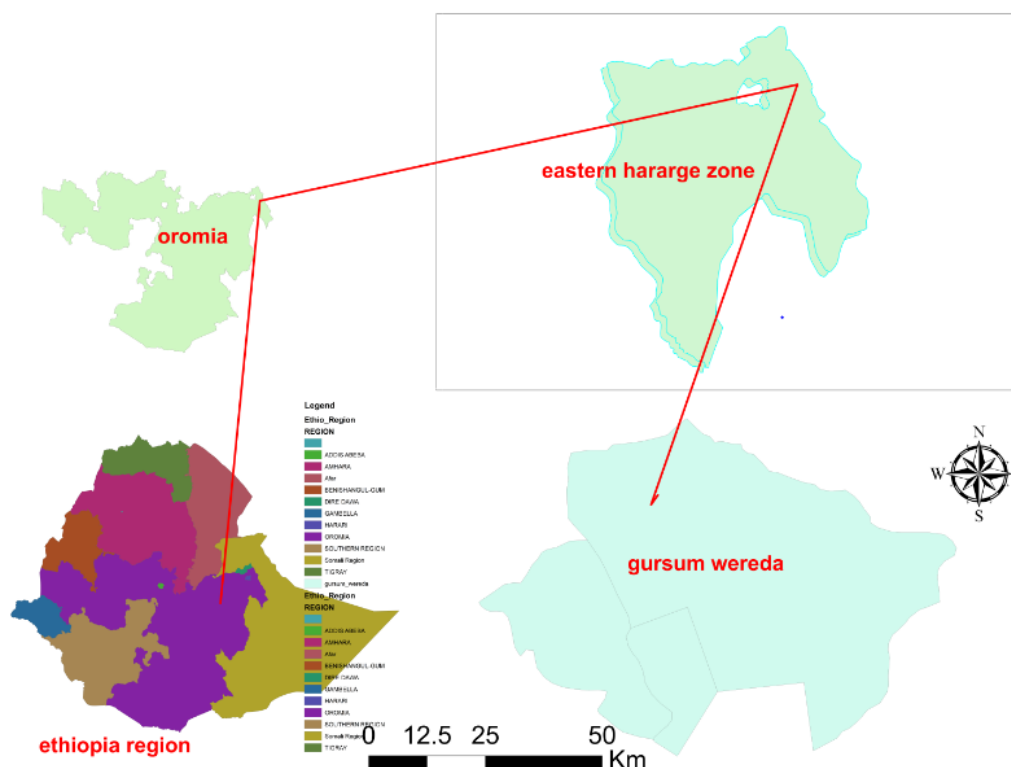 eastern hararge zone
oromia
Legend
Ethio_Region
REGION
ADDIS ABEBA
AMHARA
Afar
BENISHANGUL-GUM
DIRE DAWA
GAMBELLA
HARARI
OROMIA
SOUTHERN REGION
Somali Region
TIGRAY
gursum_wereda
Ethio_Region
REGION
ADDIS ABEBA
AMHARA
Afar
BENISHANGUL-GUM
DIRE DAWA
GAMBELLA
HARARI
OROMIA
SOUTHERN REGION
Somali Region
TIGRAY
N
W E
S
gursum wereda
ethiopia region
0 12.5 25 50
Km